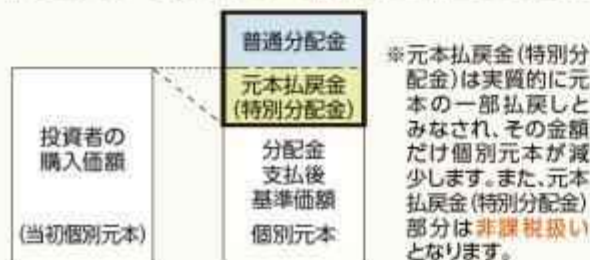 普通分配金
元本払戻金
(特別分配金)
投資者の
購入価額
(当初個別元本)
分配金
支払後
基準価額
個別元本
※元本払戻金(特別分
配金)は実質的に元
本の一部払戻しと
みなされ、その金額
だけ個別元本が減
少します。また、元本
払戻金(特別分配金)
部分は非課税扱い
となります。